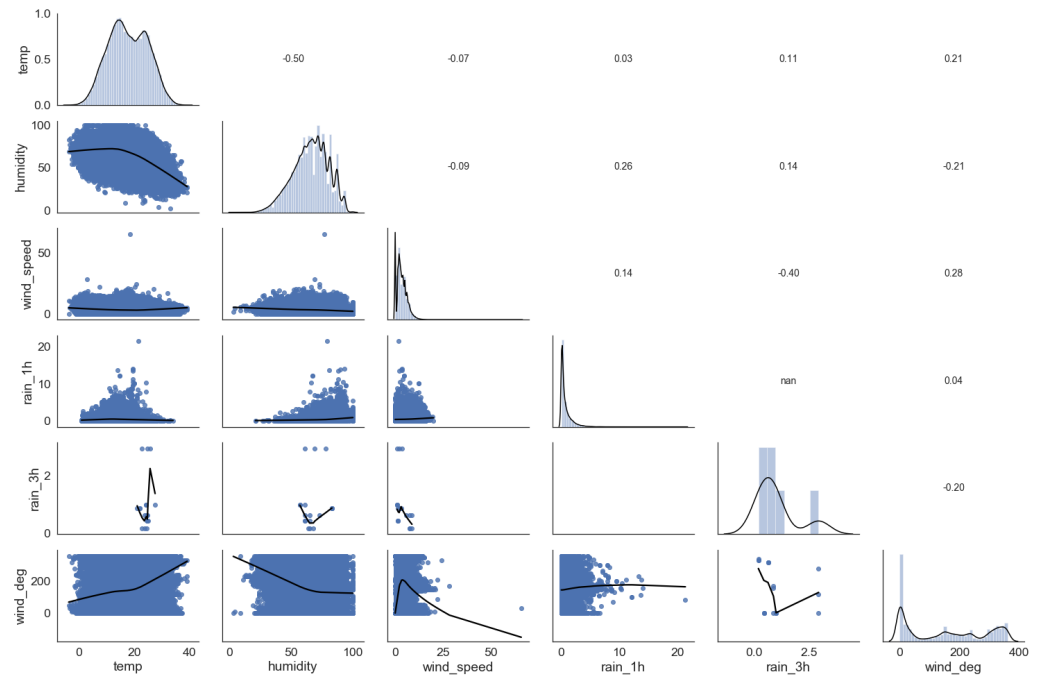 1.0
temp
0.5
-0.50
-0.07
0.03
0.11
0.21
0.0
100
humidity
50
-0.09
0.26
0.14
-0.21
0
wind_speed
50
0.14
-0.40
0.28
0
20
rain_1h
10
nan
0.04
0
rain_3h
2
-0.20
0
wind_deg
200
0
0 20 40
0 50 100
0 25 50
0 10 20
0.0 2.5
0 200 400
temp
humidity
wind_speed
rain_1h
rain_3h
wind_deg